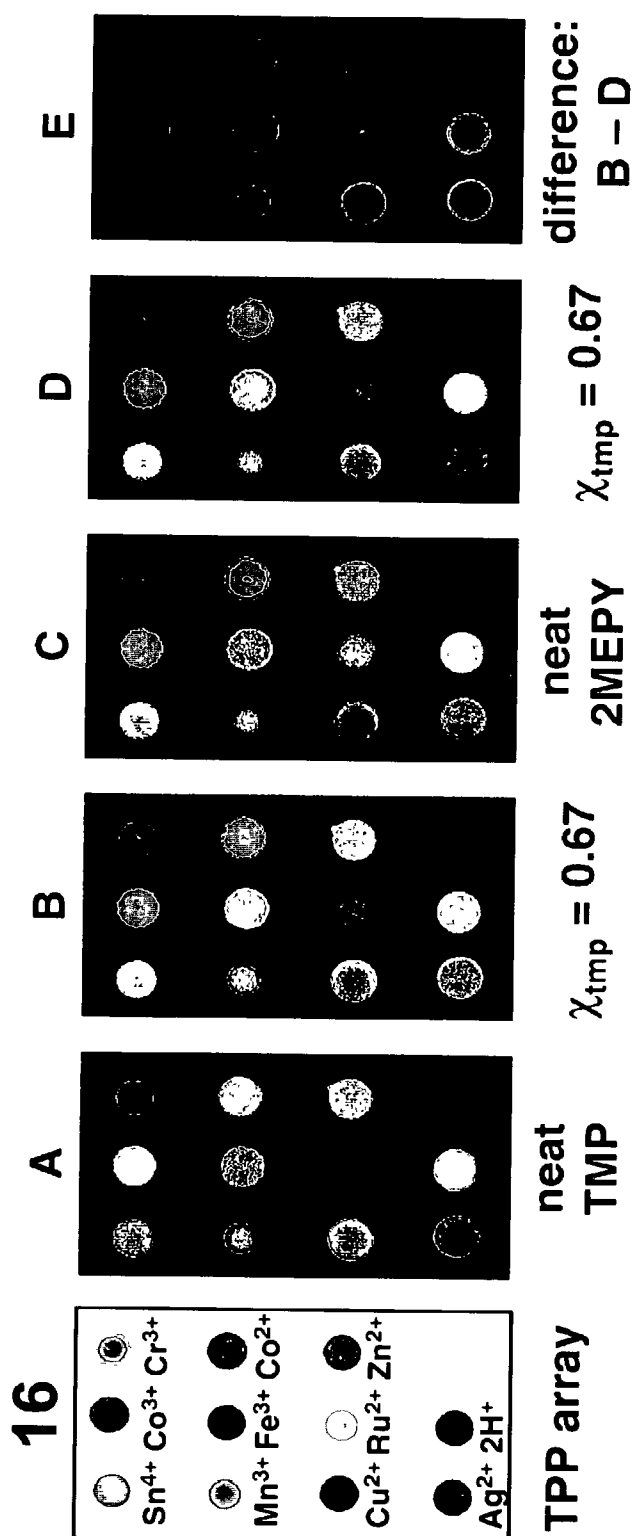 16
Sn4+ Co3+ Cr3+
Mn3+ Fe3+ Co2+
Cu2+ Ru2+ Zn2+
Ag2+ 2H+
TPP array
A
neat
TMP
B
χtmp = 0.67
C
neat
2MEPY
D
χtmp = 0.67
E
difference:
B – D